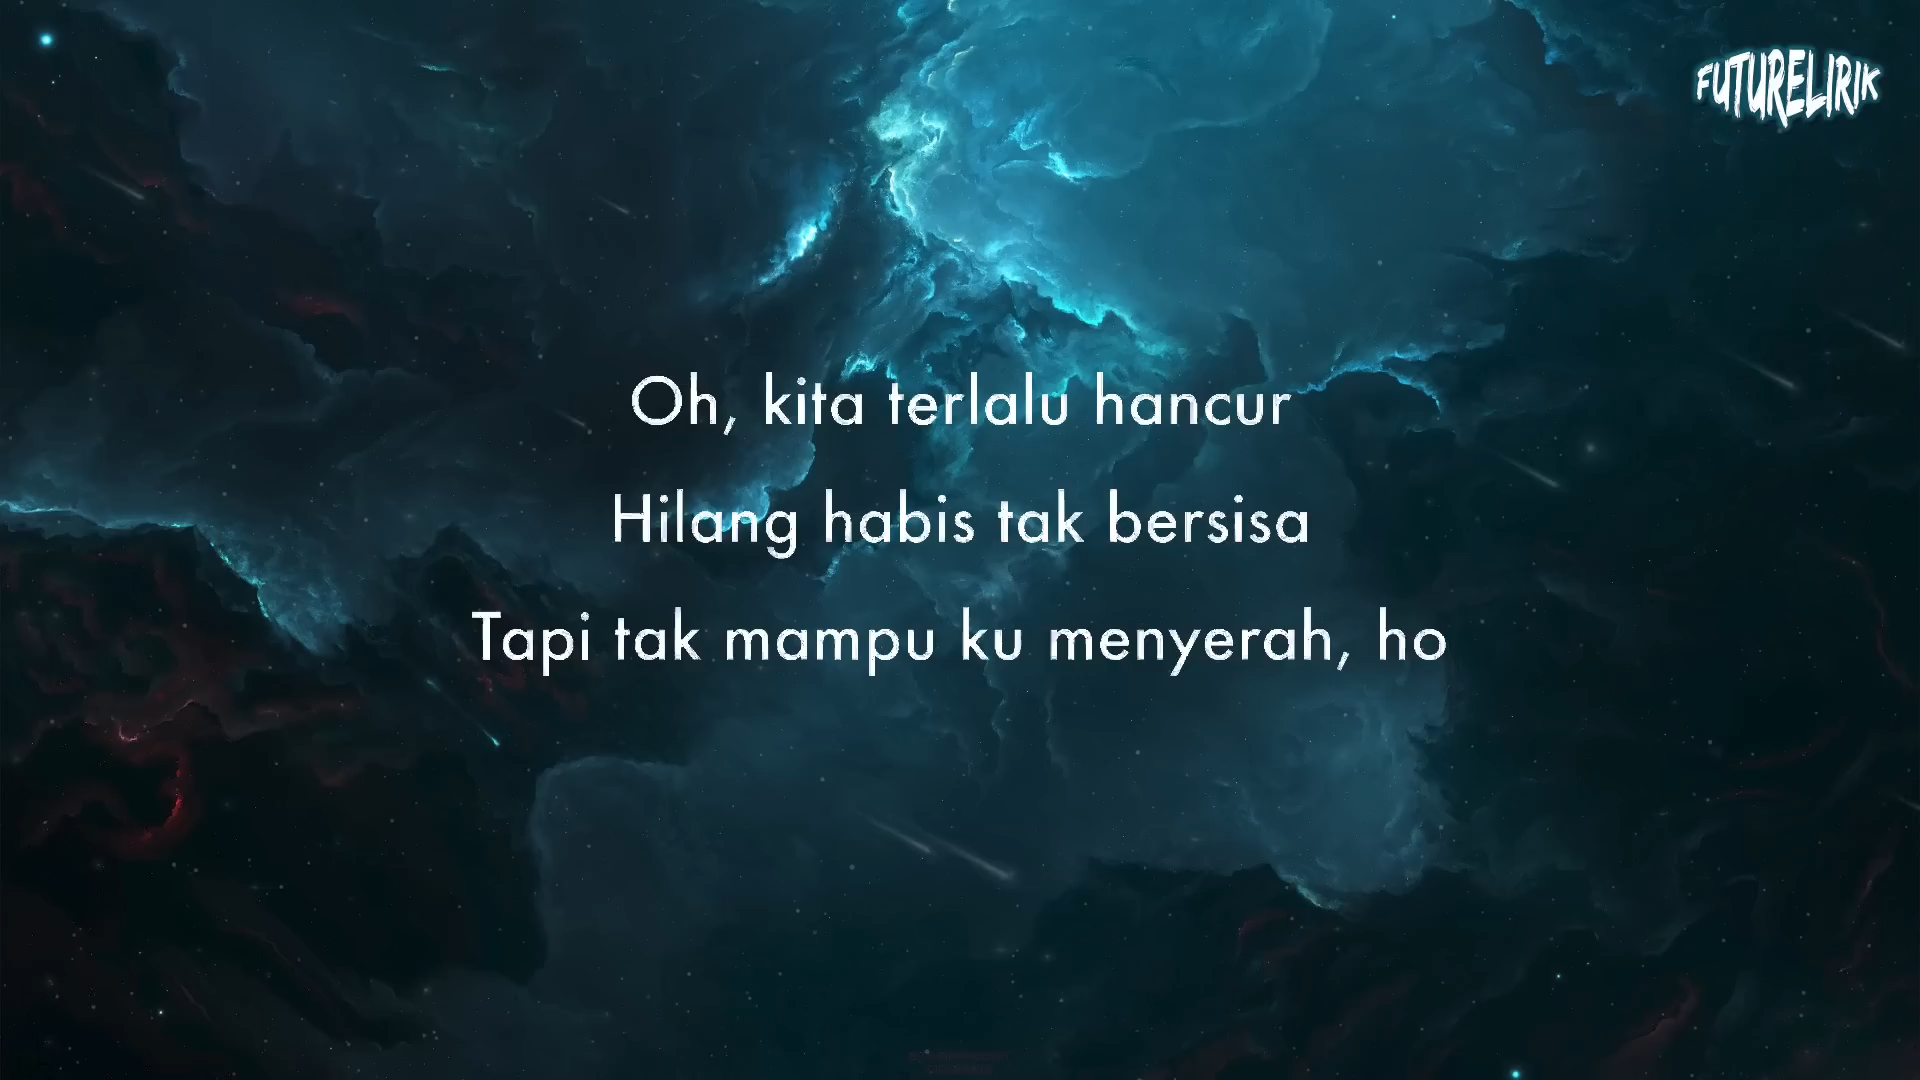 FUTURELIRIK
Oh, kita terlalu hancur
Hilang habis tak bersisa
Tapi tak mampu ku menyerah, ho